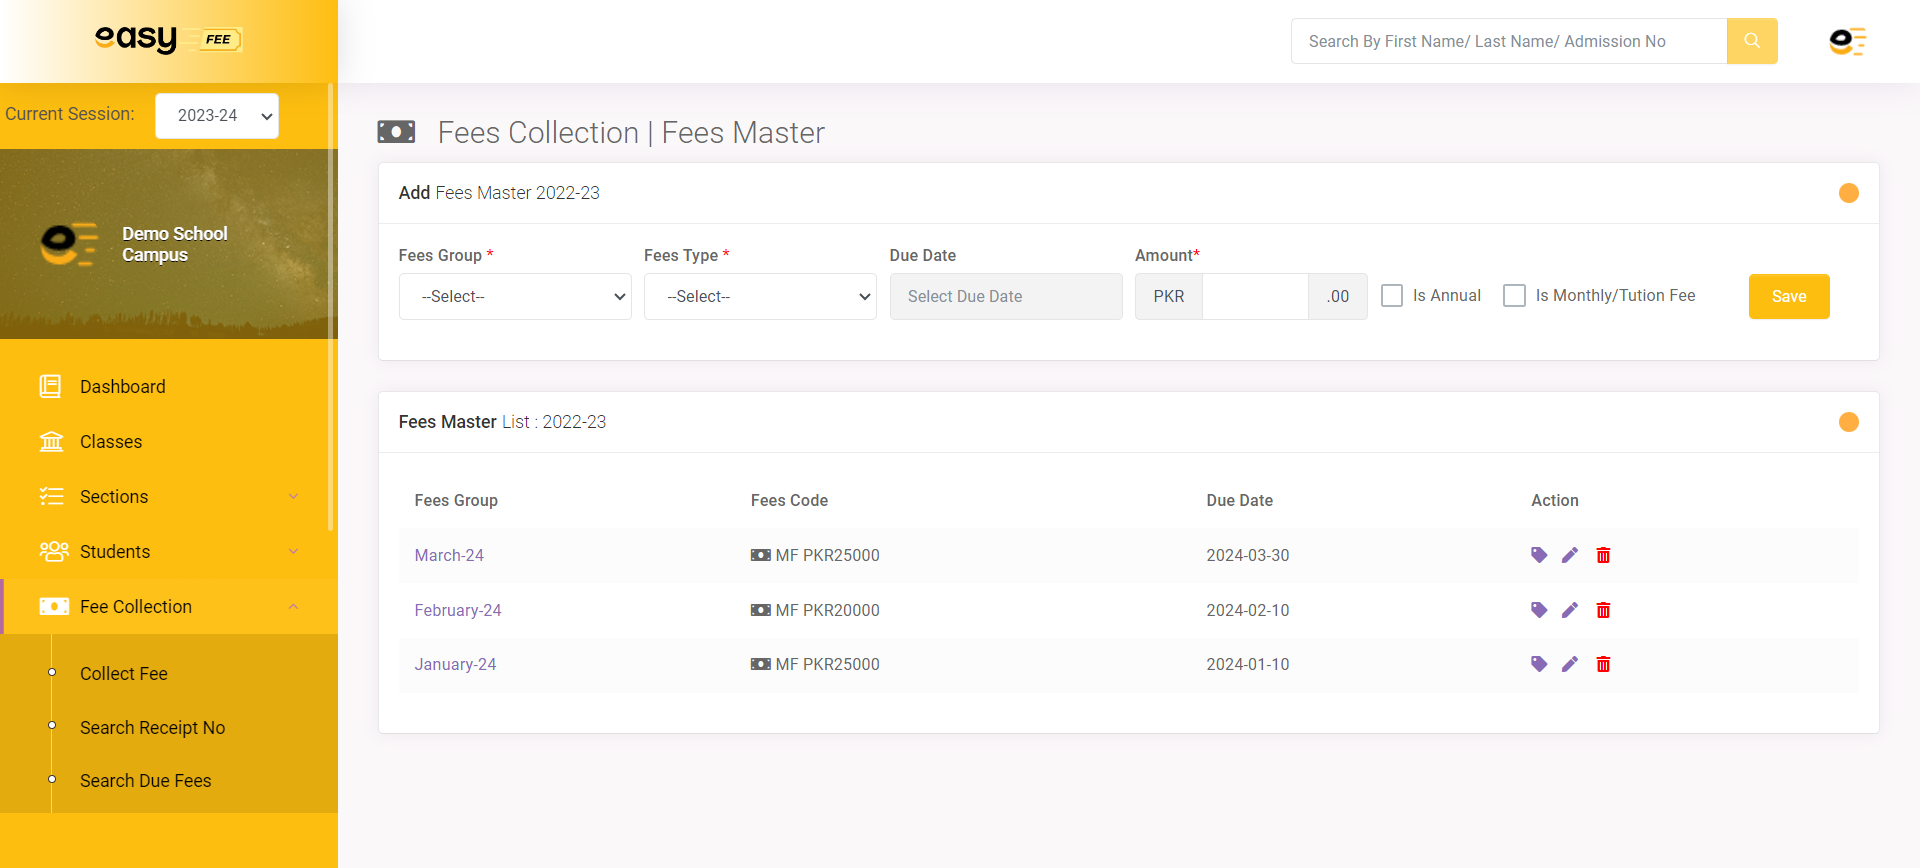 easy FEE
Search By First Name/ Last Name/ Admission No
Current Session: 2023-24
Demo School
Campus
Dashboard
Classes
Sections
Students
Fee Collection
Collect Fee
Search Receipt No
Search Due Fees
Fees Collection | Fees Master
Add Fees Master 2022-23
Fees Group * Fees Type * Due Date Amount*
--Select-- --Select-- Select Due Date PKR .00 Is Annual Is Monthly/Tution Fee Save
Fees Master List : 2022-23
Fees Group Fees Code Due Date Action
March-24 MF PKR25000 2024-03-30
February-24 MF PKR20000 2024-02-10
January-24 MF PKR25000 2024-01-10